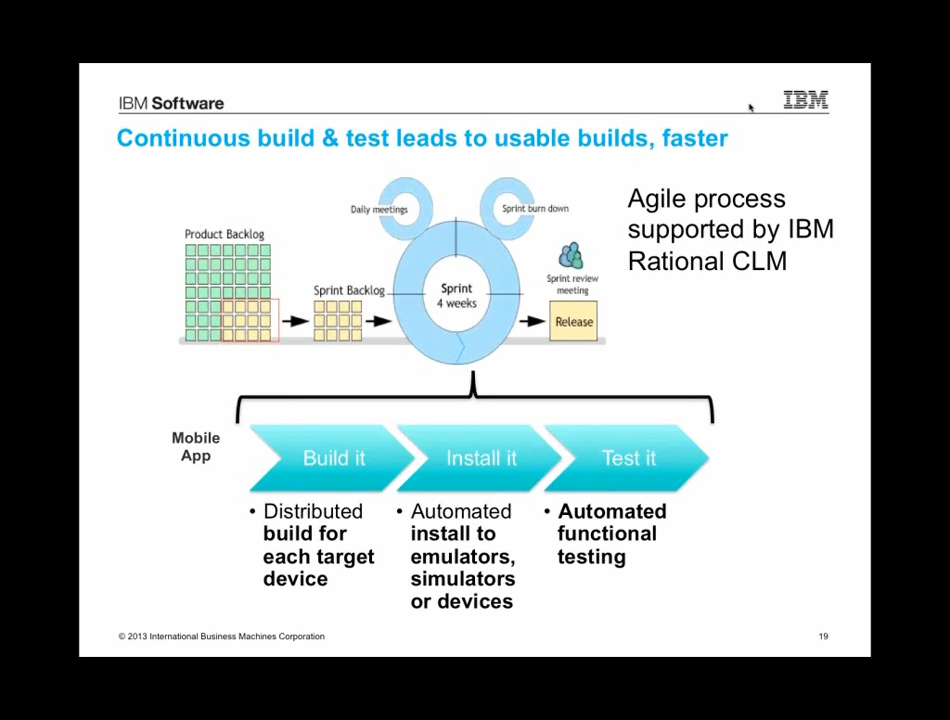 IBM Software
IBM
Continuous build & test leads to usable builds, faster
Daily meetings
Sprint burn down
Agile process
supported by IBM
Rational CLM
Product Backlog
Sprint Backlog
Sprint
4 weeks
Sprint review
meeting
Release
Mobile
App
Build it
Install it
Test it
• Distributed
build for
each target
device
• Automated
install to
emulators,
simulators
or devices
• Automated
functional
testing
© 2013 International Business Machines Corporation
19